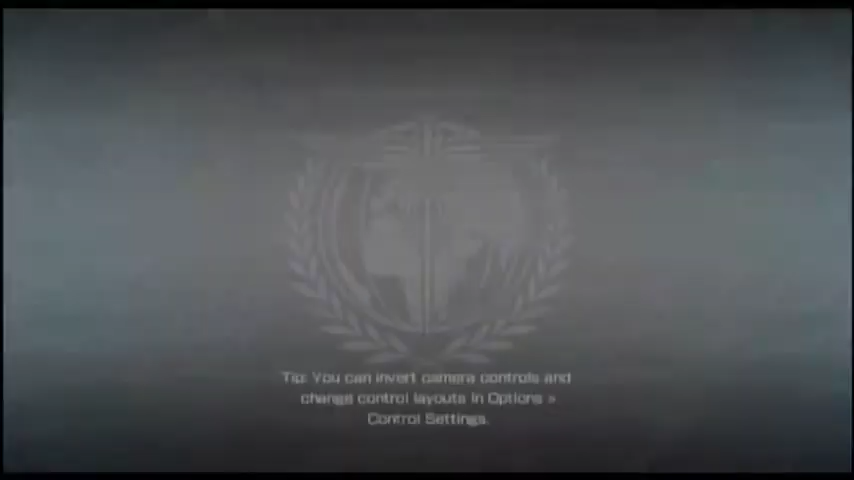 Tip: You can invert camera controls and
change control layouts in Options »
Control Settings.